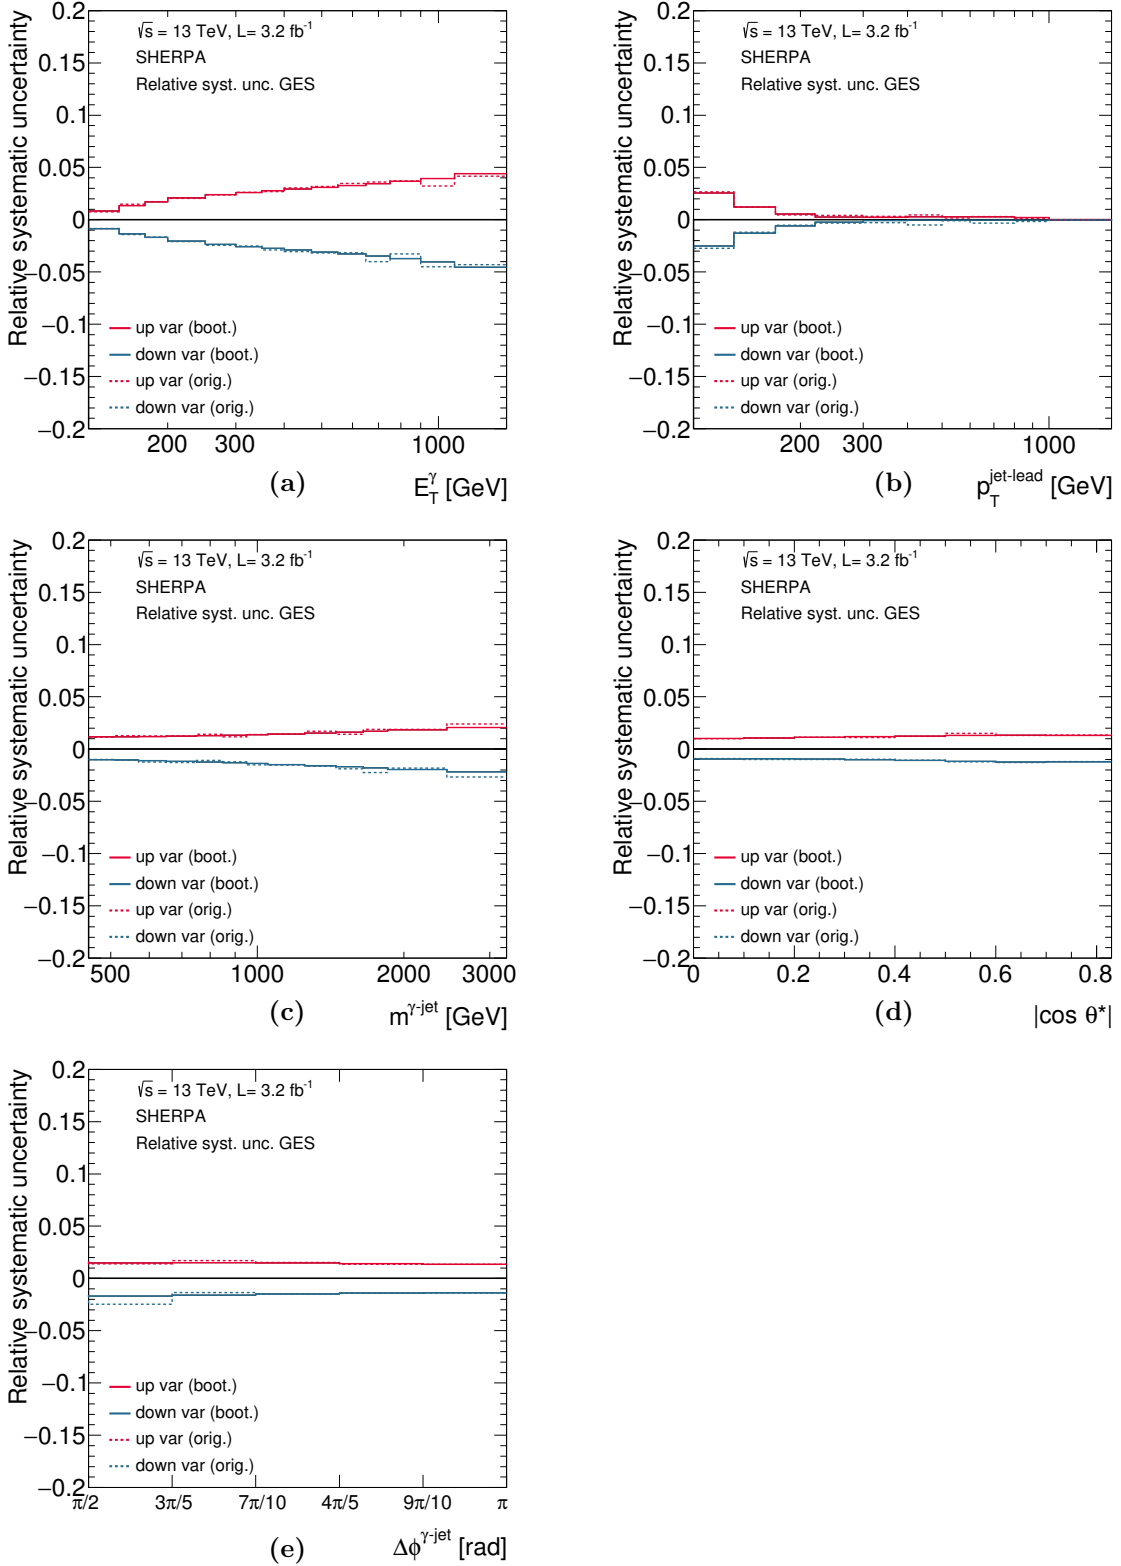 Relative systematic uncertainty
0.2
0.15
0.1
0.05
0
−0.05
−0.1
−0.15
−0.2
√s = 13 TeV, L= 3.2 fb⁻¹
SHERPA
Relative syst. unc. GES
up var (boot.)
down var (boot.)
up var (orig.)
down var (orig.)
200 300 1000
(a) E_T^γ [GeV]
Relative systematic uncertainty
0.2
0.15
0.1
0.05
0
−0.05
−0.1
−0.15
−0.2
√s = 13 TeV, L= 3.2 fb⁻¹
SHERPA
Relative syst. unc. GES
up var (boot.)
down var (boot.)
up var (orig.)
down var (orig.)
200 300 1000
(b) p_T^jet-lead [GeV]
Relative systematic uncertainty
0.2
0.15
0.1
0.05
0
−0.05
−0.1
−0.15
−0.2
√s = 13 TeV, L= 3.2 fb⁻¹
SHERPA
Relative syst. unc. GES
up var (boot.)
down var (boot.)
up var (orig.)
down var (orig.)
500 1000 2000 3000
(c) m^γ-jet [GeV]
Relative systematic uncertainty
0.2
0.15
0.1
0.05
0
−0.05
−0.1
−0.15
−0.2
√s = 13 TeV, L= 3.2 fb⁻¹
SHERPA
Relative syst. unc. GES
up var (boot.)
down var (boot.)
up var (orig.)
down var (orig.)
0 0.2 0.4 0.6 0.8
(d) |cos θ*|
Relative systematic uncertainty
0.2
0.15
0.1
0.05
0
−0.05
−0.1
−0.15
−0.2
√s = 13 TeV, L= 3.2 fb⁻¹
SHERPA
Relative syst. unc. GES
up var (boot.)
down var (boot.)
up var (orig.)
down var (orig.)
π/2 3π/5 7π/10 4π/5 9π/10 π
(e) Δϕ^γ-jet [rad]